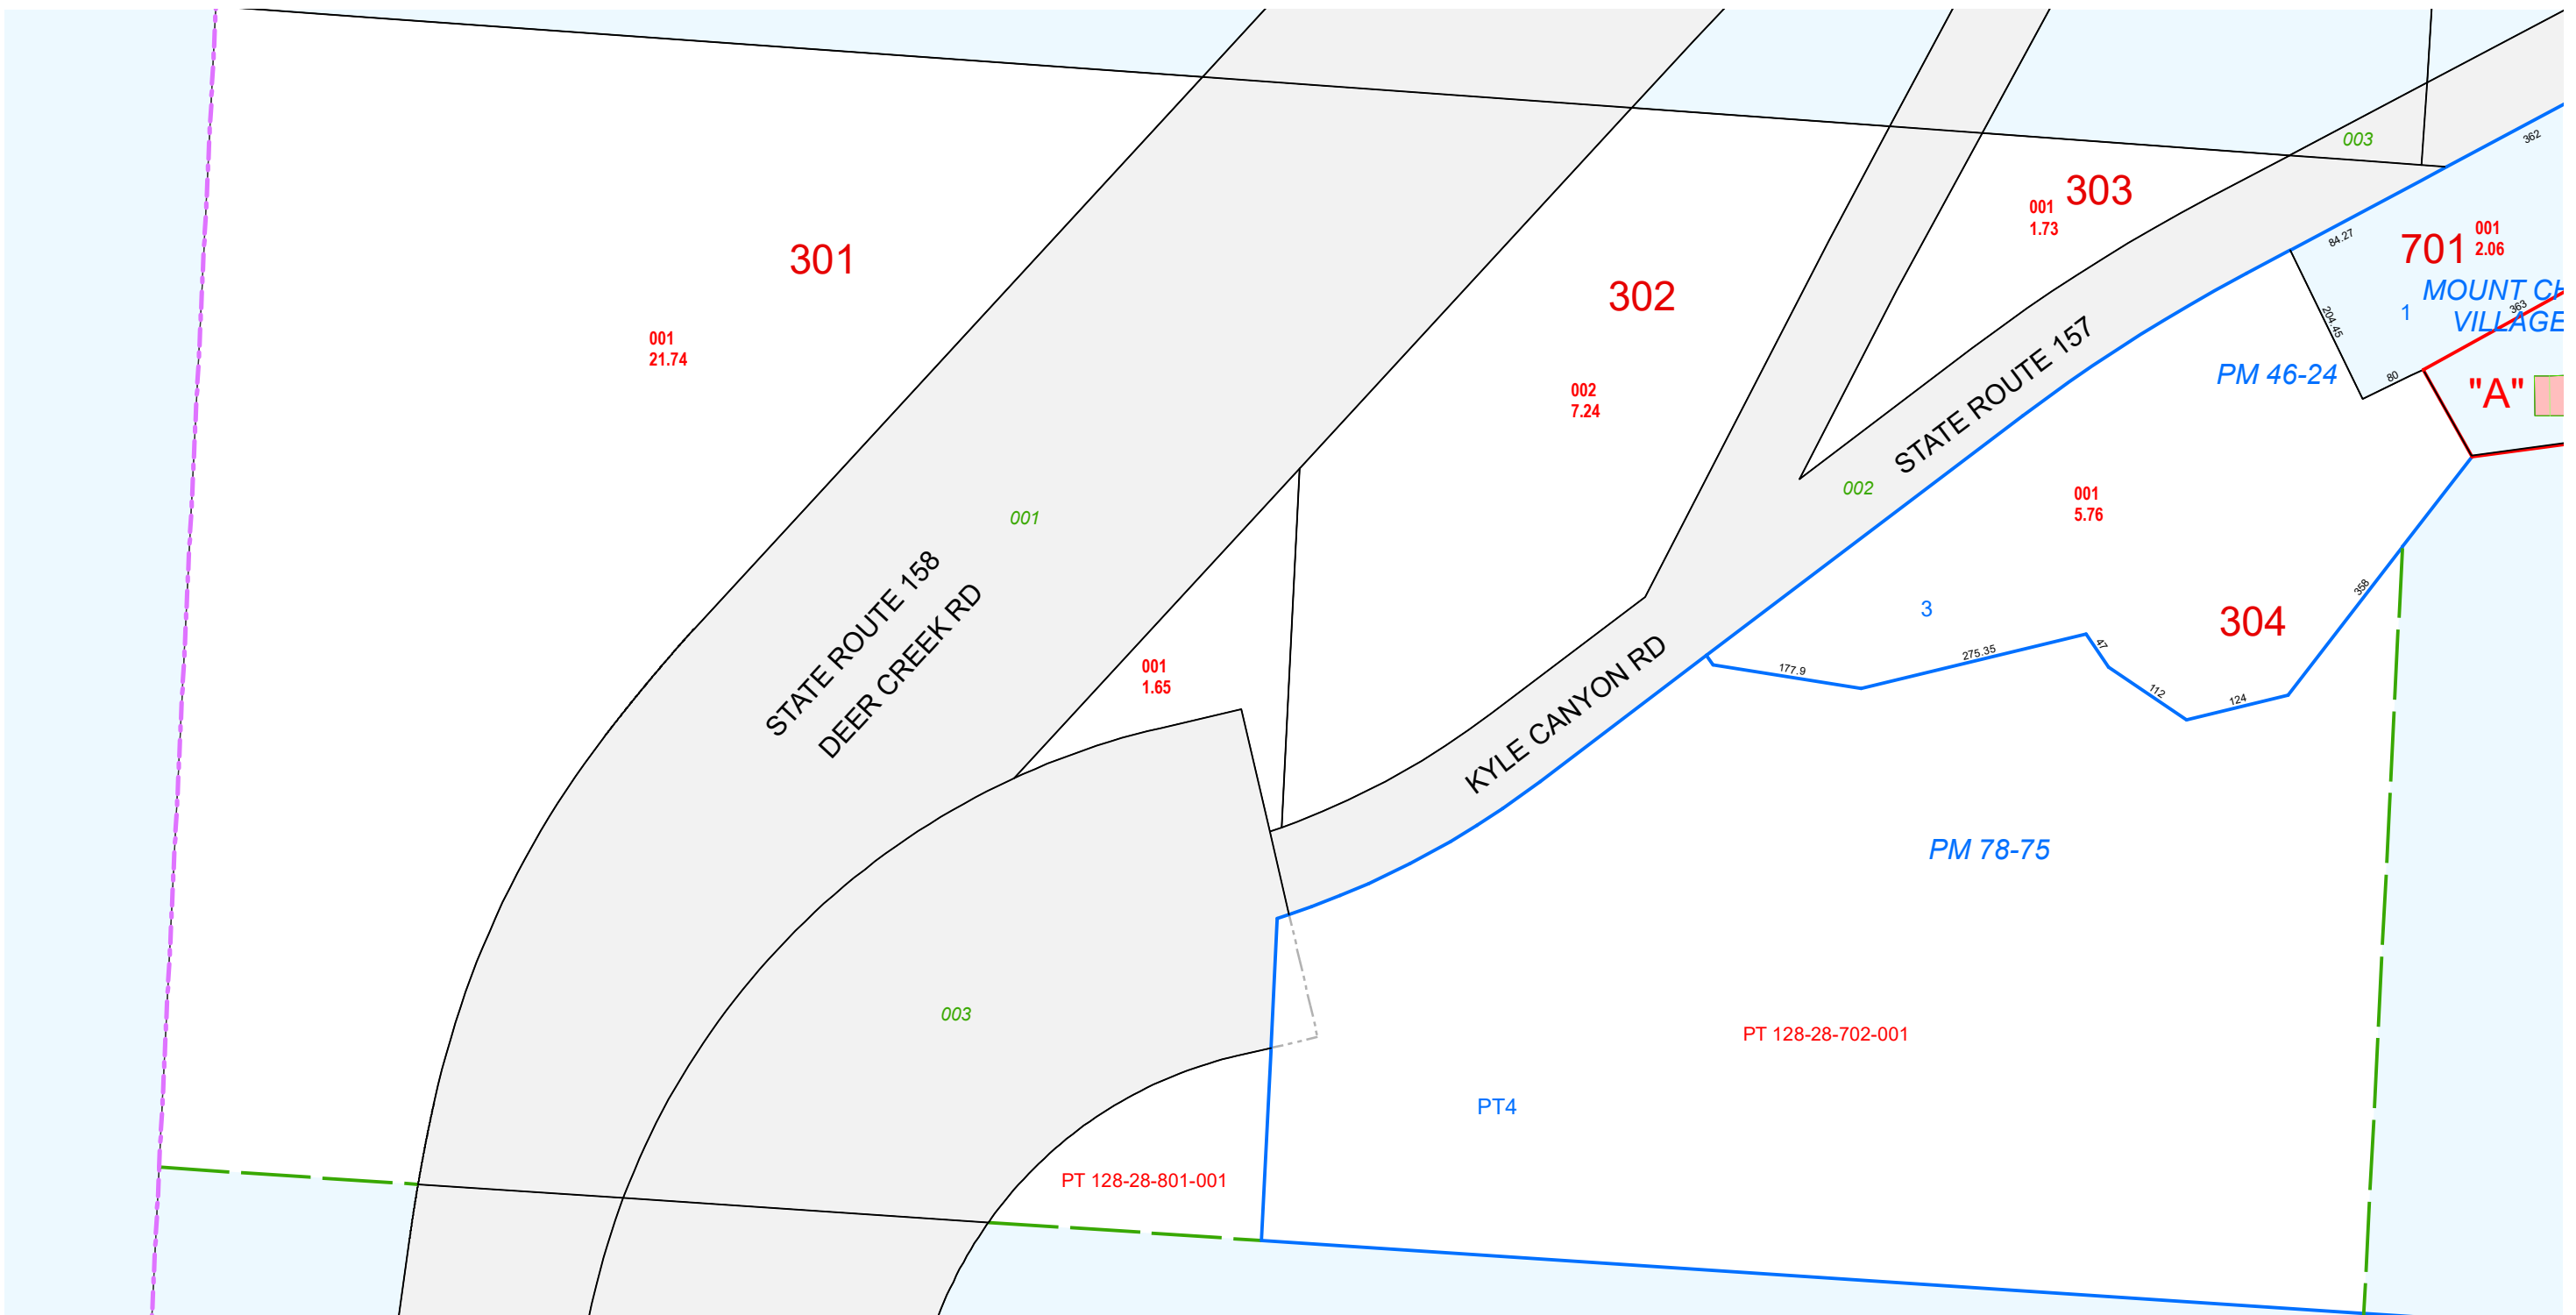 003
362
303
001
1.73
84.27
701
001
2.06
301
MOUNT CH
302
363
1
VILLAGE
204.45
001
21.74
STATE ROUTE 157
PM 46-24
80
"A"
002
7.24
002
001
5.76
001
STATE ROUTE 158
DEER CREEK RD
358
3
304
47
275.35
001
1.65
177.9
112
124
KYLE CANYON RD
PM 78-75
003
PT 128-28-702-001
PT4
PT 128-28-801-001